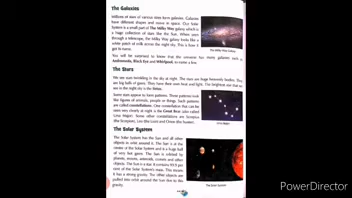 The Galaxies
Millions of stars of various sizes form galaxies. Galaxies
have different shapes and move in space. Our Solar
System is a small part of The Milky Way galaxy which is
a huge collection of stars like the Sun. When seen
through a telescope, the Milky Way galaxy looks like a
white patch of milk across the night sky. This is how it
got its name.
The Milky Way Galaxy
You will be surprised to know that the universe has many galaxies such as
Andromeda, Black Eye and Whirlpool, to name a few.
The Stars
We see stars twinkling in the sky at night. The stars are huge heavenly bodies. They
are big balls of gases. They have their own heat and light. The brightest star that we
see in the night sky is the Sirius.
Some stars appear to form patterns. These patterns look
like figures of animals, people or things. Such patterns
are called constellations. One constellation that can be
seen very clearly at night is the Great Bear (also called
Ursa Major). Some other constellations are Scorpius
(the Scorpion), Leo (the Lion) and Orion (the hunter).
Ursa Major
The Solar System
The Solar System has the Sun and all other
objects in orbit around it. The Sun is at the
centre of the Solar System and is a huge ball
of very hot gases. The Sun is orbited by
planets, moons, asteroids, comets and other
objects. The Sun is a star. It contains 99.9 per
cent of the Solar System's mass. This means
it has a strong gravity. The other objects are
pulled into orbit around the Sun due to its
gravity.
The Solar System
PowerDirector